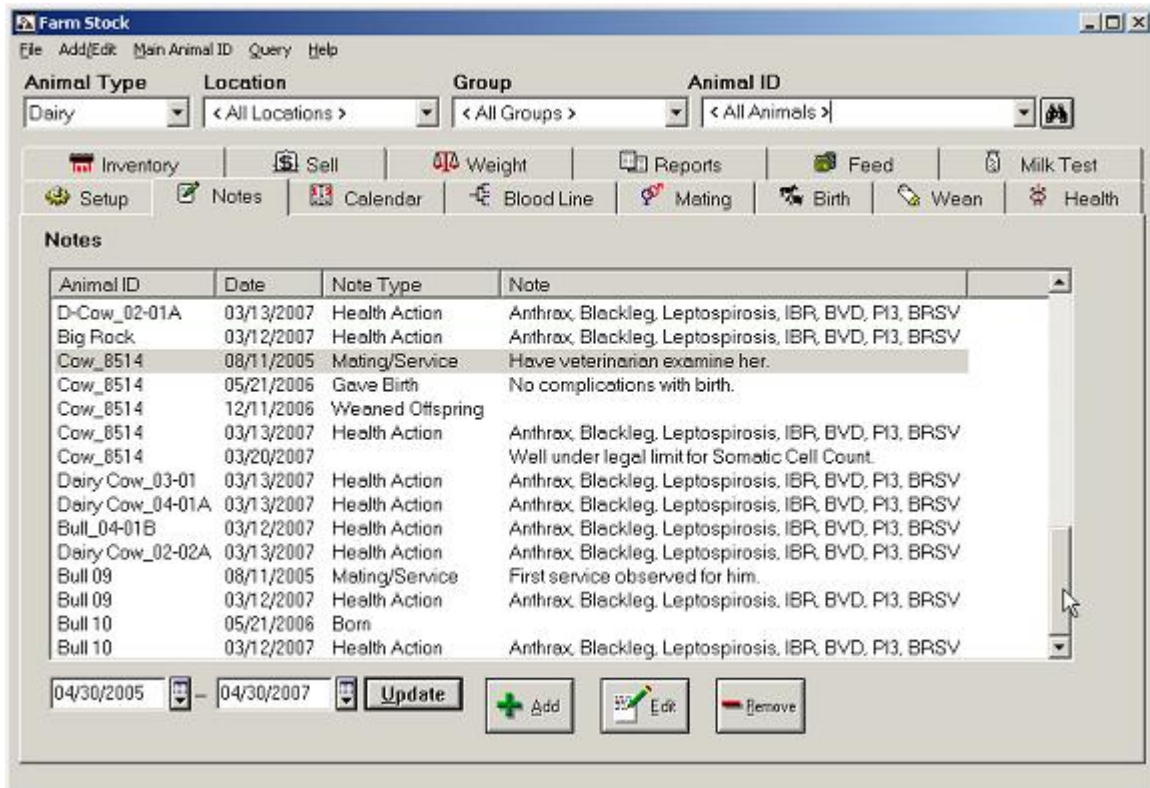 Farm Stock
File Add/Edit Main Animal ID Query Help
Animal Type Location Group Animal ID
Dairy < All Locations > < All Groups > < All Animals >
Inventory Sell Weight Reports Feed Milk Test
Setup Notes Calendar Blood Line Mating Birth Wean Health
Notes
Animal ID Date Note Type Note
D-Cow_02-01A 03/13/2007 Health Action Anthrax, Blackleg, Leptospirosis, IBR, BVD, PI3, BRSV
Big Rock 03/12/2007 Health Action Anthrax, Blackleg, Leptospirosis, IBR, BVD, PI3, BRSV
Cow_8514 08/11/2005 Mating/Service Have veterinarian examine her.
Cow_8514 05/21/2006 Gave Birth No complications with birth.
Cow_8514 12/11/2006 Weaned Offspring
Cow_8514 03/13/2007 Health Action Anthrax, Blackleg, Leptospirosis, IBR, BVD, PI3, BRSV
Cow_8514 03/20/2007 Well under legal limit for Somatic Cell Count.
Dairy Cow_03-01 03/13/2007 Health Action Anthrax, Blackleg, Leptospirosis, IBR, BVD, PI3, BRSV
Dairy Cow_04-01A 03/13/2007 Health Action Anthrax, Blackleg, Leptospirosis, IBR, BVD, PI3, BRSV
Bull_04-01B 03/12/2007 Health Action Anthrax, Blackleg, Leptospirosis, IBR, BVD, PI3, BRSV
Dairy Cow_02-02A 03/13/2007 Health Action Anthrax, Blackleg, Leptospirosis, IBR, BVD, PI3, BRSV
Bull 09 08/11/2005 Mating/Service First service observed for him.
Bull 09 03/12/2007 Health Action Anthrax, Blackleg, Leptospirosis, IBR, BVD, PI3, BRSV
Bull 10 05/21/2006 Born
Bull 10 03/12/2007 Health Action Anthrax, Blackleg, Leptospirosis, IBR, BVD, PI3, BRSV
04/30/2005 – 04/30/2007 Update Add Edit Remove